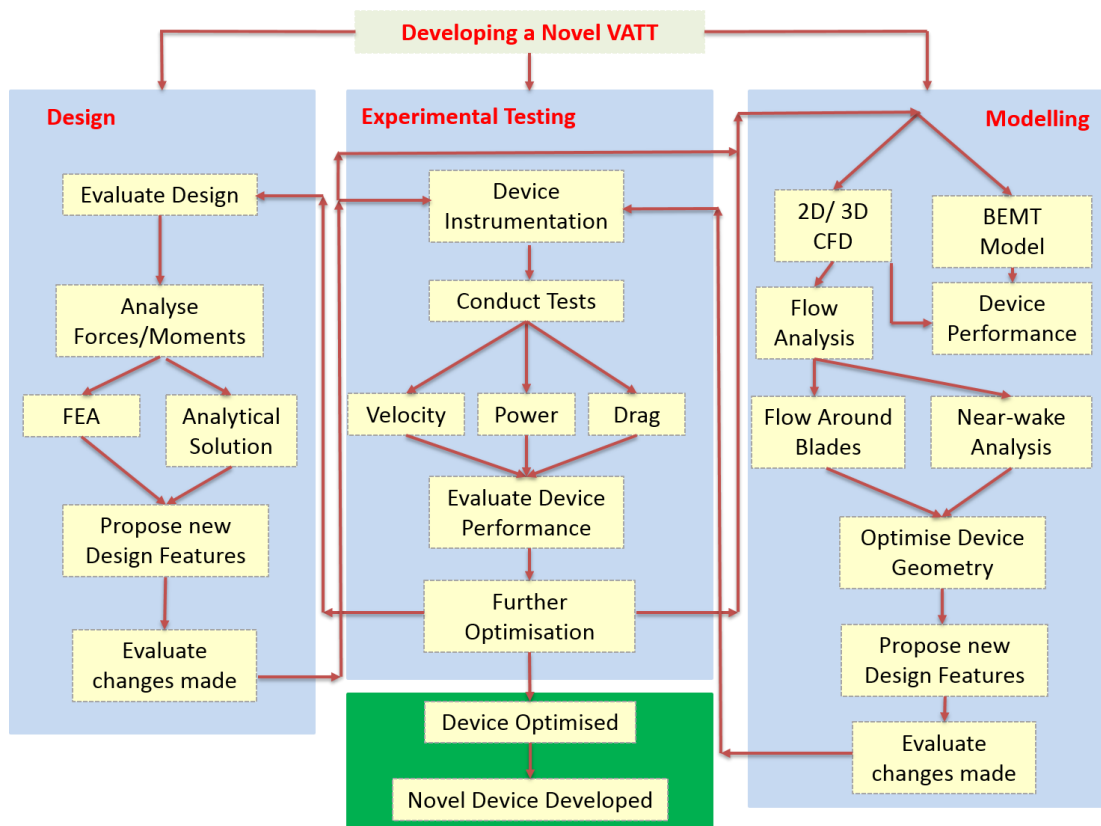 Developing a Novel VATT
Design
Evaluate Design
Analyse
Forces/Moments
FEA
Analytical
Solution
Propose new
Design Features
Evaluate
changes made
Experimental Testing
Device
Instrumentation
Conduct Tests
Velocity
Power
Drag
Evaluate Device
Performance
Further
Optimisation
Device Optimised
Novel Device Developed
Modelling
2D/ 3D
CFD
BEMT
Model
Flow
Analysis
Device
Performance
Flow Around
Blades
Near-wake
Analysis
Optimise Device
Geometry
Propose new
Design Features
Evaluate
changes made